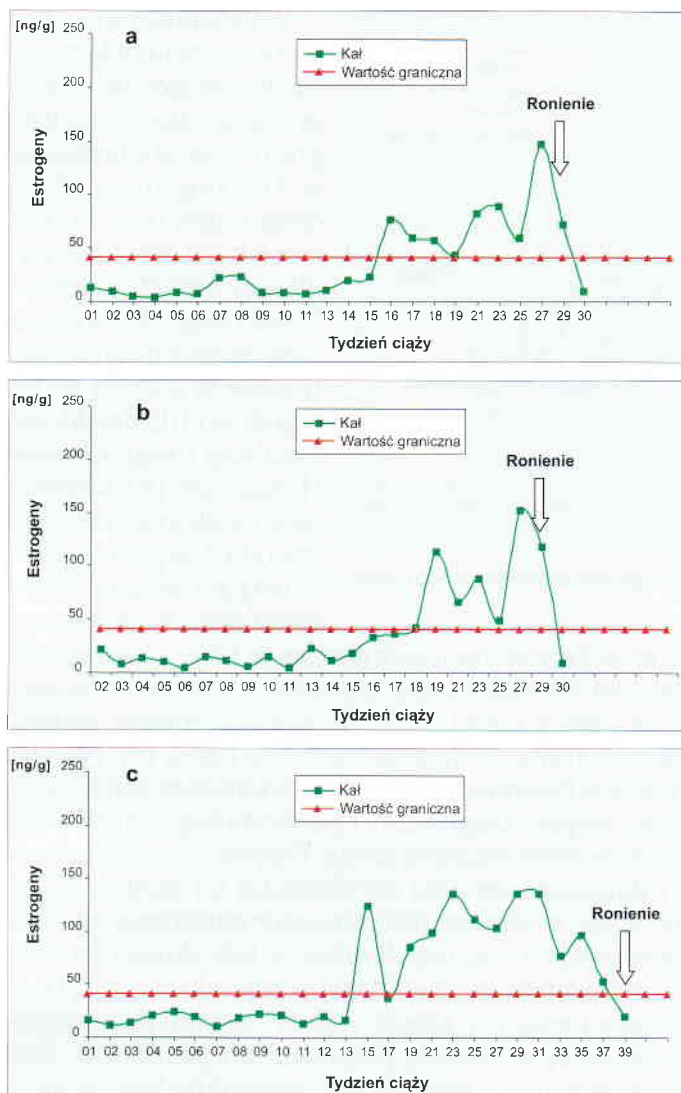 [ng/g]
a
250
200
150
100
50
0
Estrogeny
Kał
Wartość graniczna
Ronienie
01 02 03 04 05 06 07 08 09 10 11 12 13 14 15 16 17 18 19 21 23 25 27 29 30
Tydzień ciąży
[ng/g]
b
250
200
150
100
50
0
Estrogeny
Kał
Wartość graniczna
Ronienie
02 03 04 05 06 07 08 09 10 11 13 14 15 16 17 18 19 21 23 25 27 29 30
Tydzień ciąży
[ng/g]
c
250
200
150
100
50
0
Estrogeny
Kał
Wartość graniczna
Ronienie
01 02 03 04 05 06 07 08 09 10 11 12 13 15 17 19 21 23 25 27 29 31 33 35 37 39
Tydzień ciąży